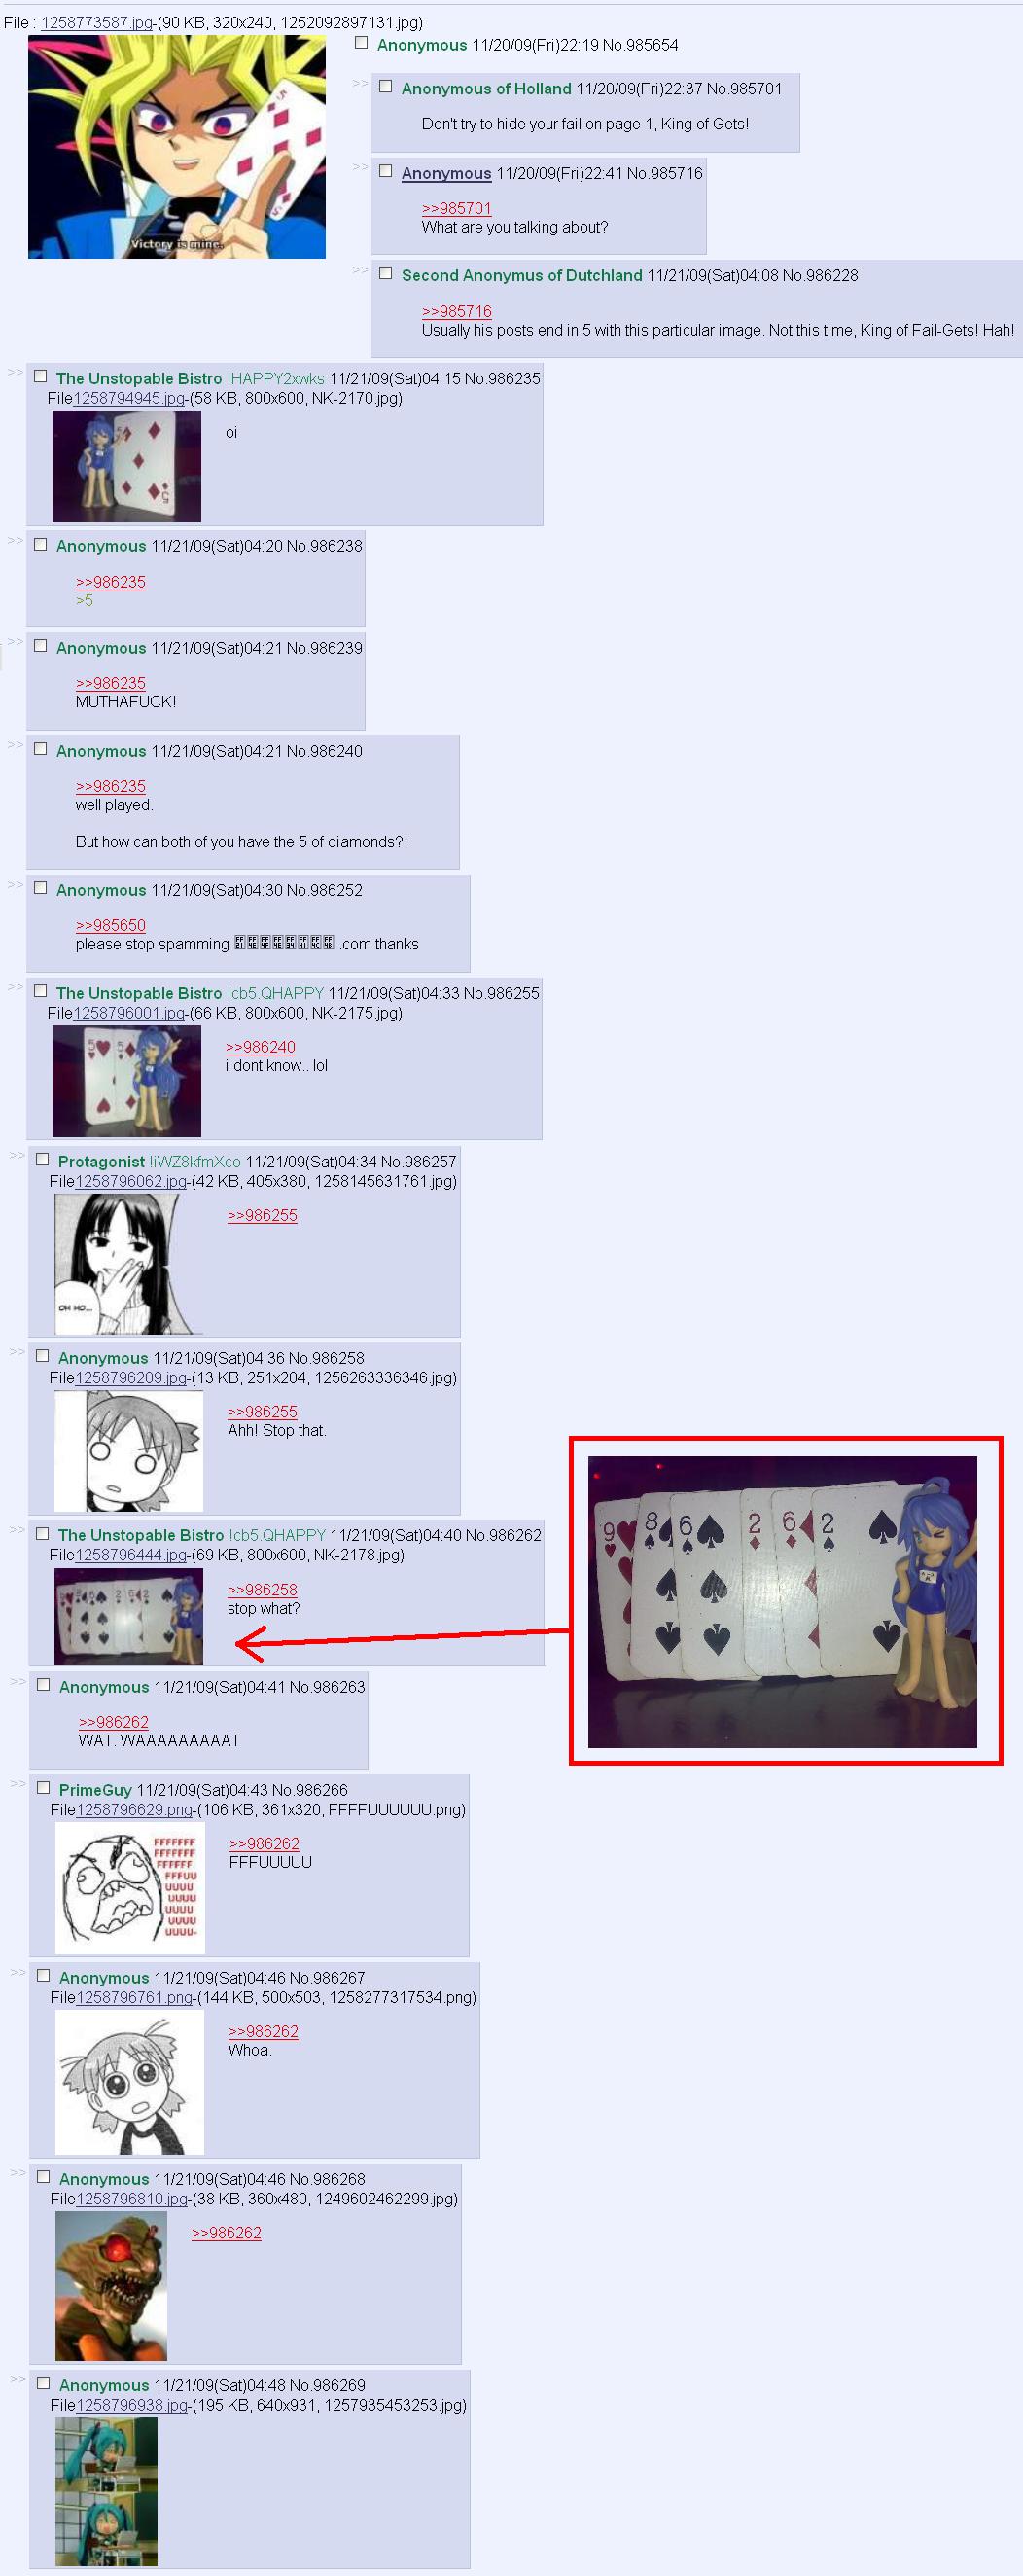 File : 1258773587.jpg-(90 KB, 320x240, 1252092897131.jpg)
Victory is mine.
Anonymous 11/20/09(Fri)22:19 No.985654
>> Anonymous of Holland 11/20/09(Fri)22:37 No.985701
Don't try to hide your fail on page 1, King of Gets!
>> Anonymous 11/20/09(Fri)22:41 No.985716
>>985701
What are you talking about?
>> Second Anonymus of Dutchland 11/21/09(Sat)04:08 No.986228
>>985716
Usually his posts end in 5 with this particular image. Not this time, King of Fail-Gets! Hah!
>> The Unstopable Bistro !HAPPY2xwks 11/21/09(Sat)04:15 No.986235
File1258794945.jpg-(58 KB, 800x600, NK-2170.jpg)
oi
>> Anonymous 11/21/09(Sat)04:20 No.986238
>>986235
>5
>> Anonymous 11/21/09(Sat)04:21 No.986239
>>986235
MUTHAFUCK!
>> Anonymous 11/21/09(Sat)04:21 No.986240
>>986235
well played.
But how can both of you have the 5 of diamonds?!
>> Anonymous 11/21/09(Sat)04:30 No.986252
>>985650
please stop spamming .com thanks
>> The Unstopable Bistro !cb5.QHAPPY 11/21/09(Sat)04:33 No.986255
File1258796001.jpg-(66 KB, 800x600, NK-2175.jpg)
5 5
>>986240
i dont know.. lol
>> Protagonist !iWZ8kfmXco 11/21/09(Sat)04:34 No.986257
File1258796062.jpg-(42 KB, 405x380, 1258145631761.jpg)
>>986255
OH HO...
>> Anonymous 11/21/09(Sat)04:36 No.986258
File1258796209.jpg-(13 KB, 251x204, 1256263336346.jpg)
>>986255
Ahh! Stop that.
>> The Unstopable Bistro !cb5.QHAPPY 11/21/09(Sat)04:40 No.986262
File1258796444.jpg-(69 KB, 800x600, NK-2178.jpg)
>>986258
stop what?
9 8 6 2 6 2
>> Anonymous 11/21/09(Sat)04:41 No.986263
>>986262
WAT. WAAAAAAAAAT
>> PrimeGuy 11/21/09(Sat)04:43 No.986266
File1258796629.png-(106 KB, 361x320, FFFFUUUUUU.png)
>>986262
FFFUUUUU
FFFFFFF
FFFFFFF
FFFFFF
FFFUU
UUUU
UUUU
UUUU
UUUU
UUUU-
>> Anonymous 11/21/09(Sat)04:46 No.986267
File1258796761.png-(144 KB, 500x503, 1258277317534.png)
>>986262
Whoa.
>> Anonymous 11/21/09(Sat)04:46 No.986268
File1258796810.jpg-(38 KB, 360x480, 1249602462299.jpg)
>>986262
>> Anonymous 11/21/09(Sat)04:48 No.986269
File1258796938.jpg-(195 KB, 640x931, 1257935453253.jpg)